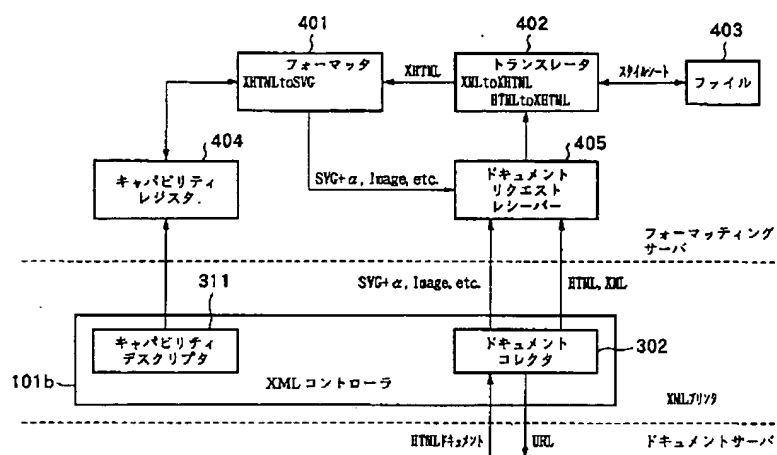 401
フォーマッタ
XHTMLtoSVG
XHTML
402
トランスレータ
XMLtoXHTML
HTMLtoXHTML
スタイルシート
403
ファイル
404
キャパビリティ
レジスタ.
SVG+α, Image, etc.
405
ドキュメント
リクエスト
レシーバー
フォーマッティング
サーバ
SVG+α, Image, etc.
HTML, XML
311
キャパビリティ
デスクリプタ
ドキュメント
コレクタ
302
101b
XMLコントローラ
XMLプリンタ
HTMLドキュメント
URL
ドキュメントサーバ